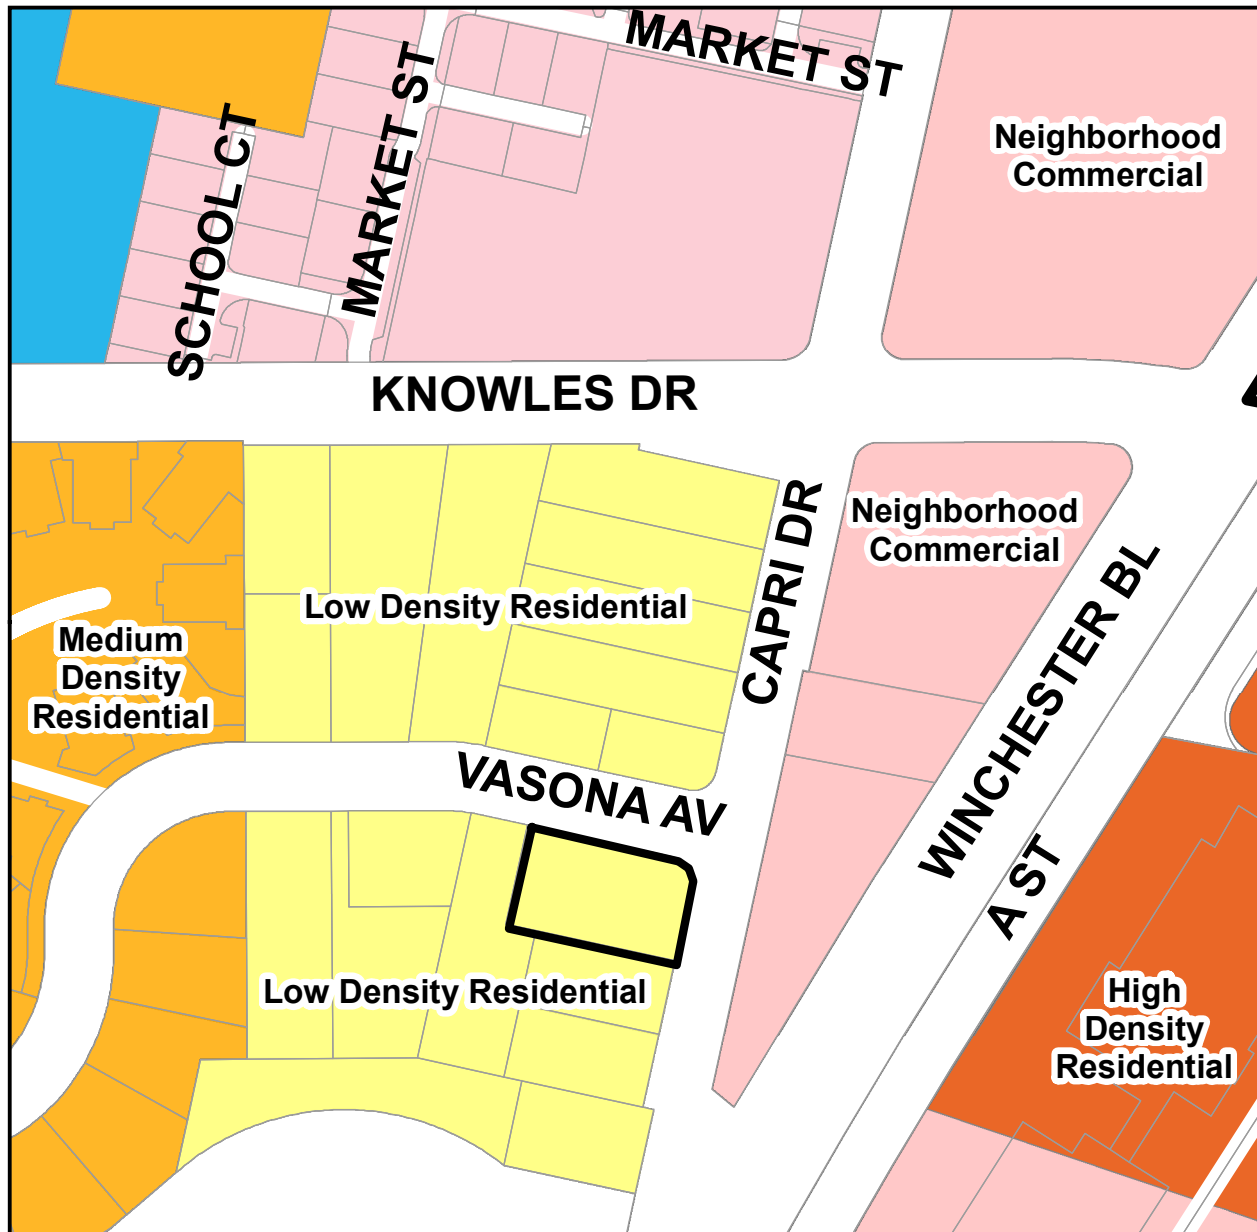 MARKET ST
Neighborhood
Commercial
SCHOOL CT
MARKET ST
KNOWLES DR
Neighborhood
Commercial
CAPRI DR
Low Density Residential
Medium
Density
Residential
WINCHESTER BL
VASONA AV
A ST
Low Density Residential
High
Density
Residential